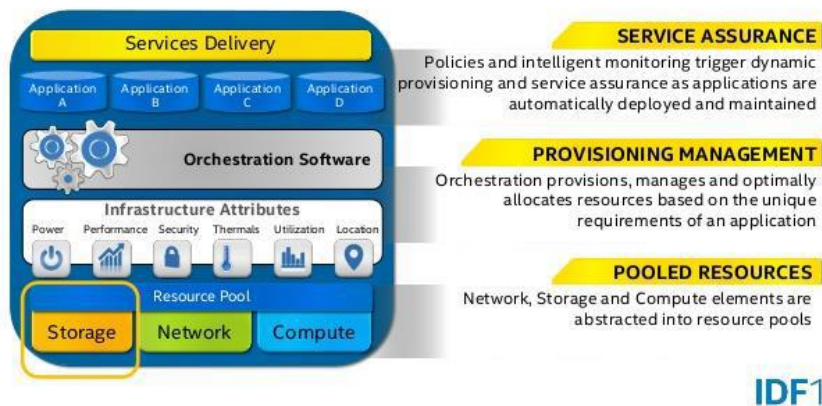 Services Delivery
Application A
Application B
Application C
Application D
Orchestration Software
Infrastructure Attributes
Power Performance Security Thermals Utilization Location
Resource Pool
Storage Network Compute
SERVICE ASSURANCE
Policies and intelligent monitoring trigger dynamic
provisioning and service assurance as applications are
automatically deployed and maintained
PROVISIONING MANAGEMENT
Orchestration provisions, manages and optimally
allocates resources based on the unique
requirements of an application
POOLED RESOURCES
Network, Storage and Compute elements are
abstracted into resource pools
IDF1